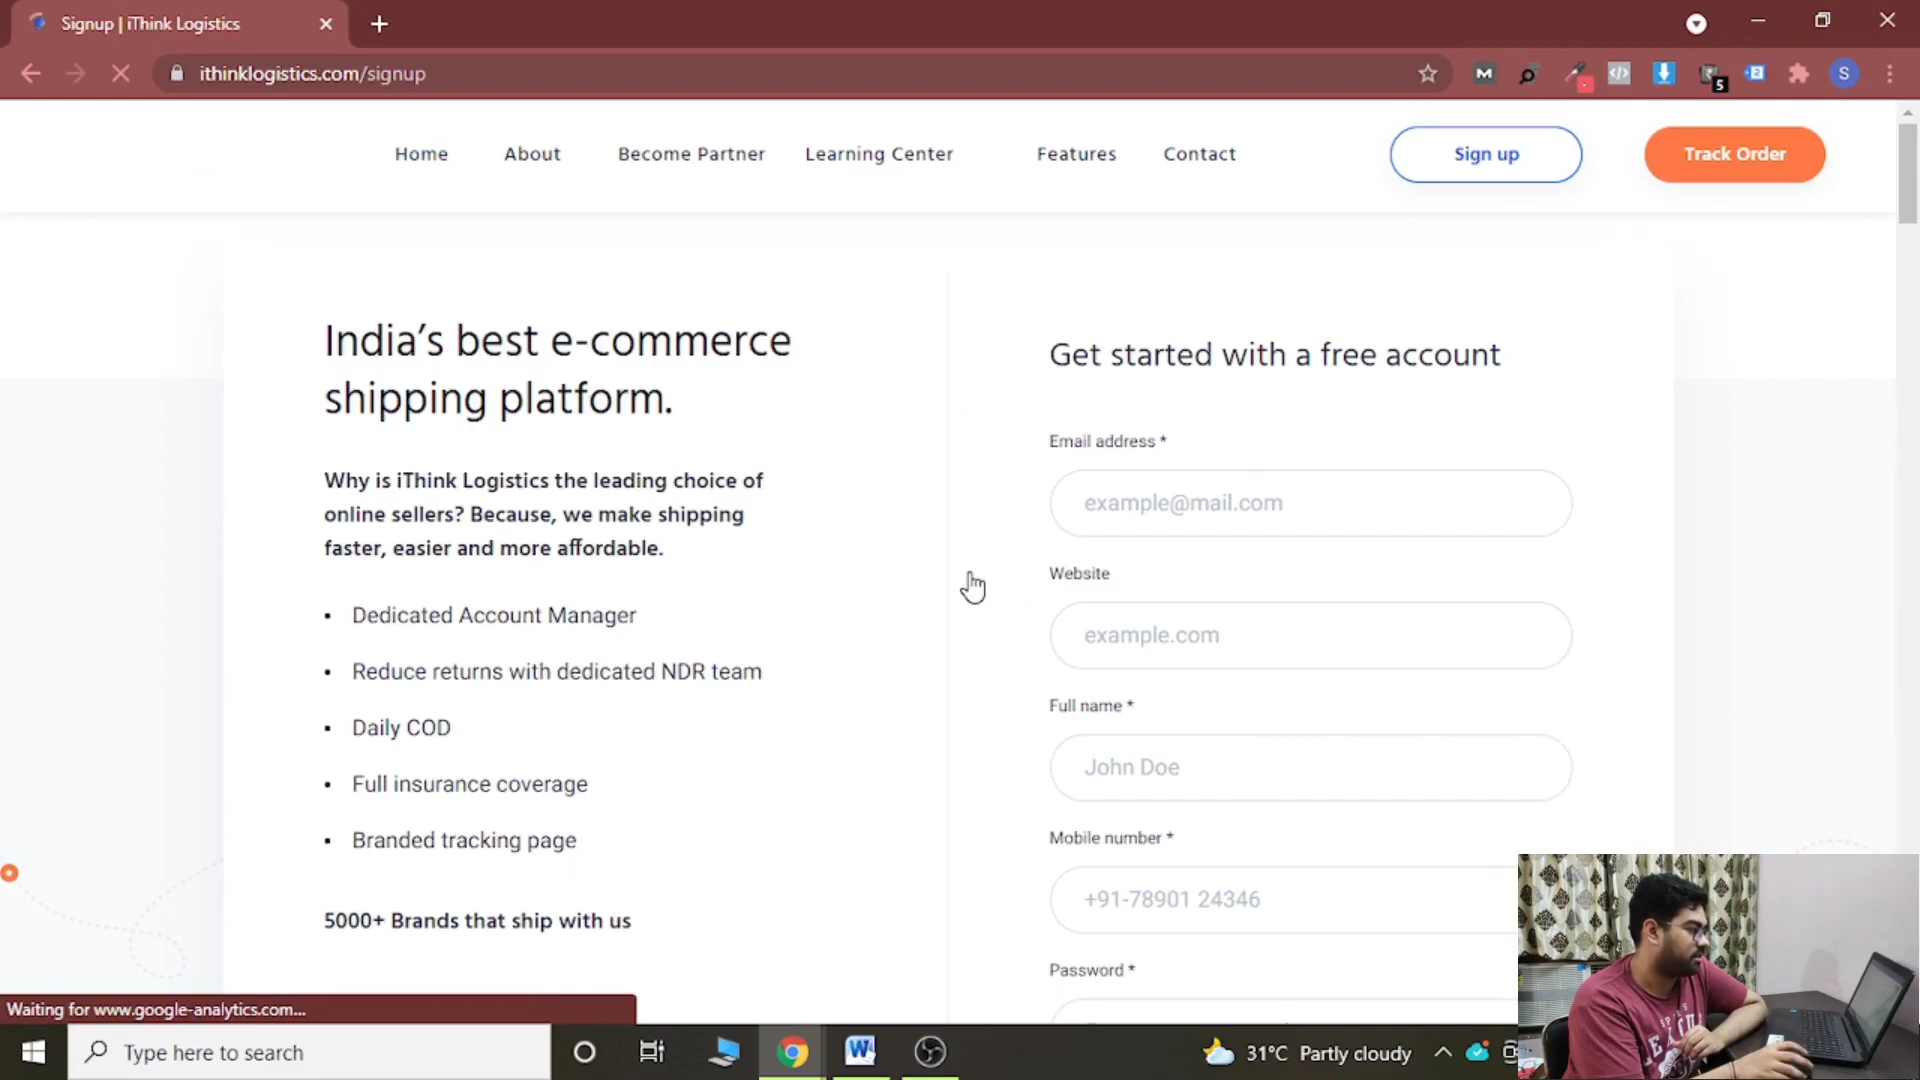 Signup | iThink Logistics
ithinklogistics.com/signup
M
5
S
Home About Become Partner Learning Center Features Contact Sign up Track Order
India's best e-commerce
shipping platform.
Why is iThink Logistics the leading choice of
online sellers? Because, we make shipping
faster, easier and more affordable.
• Dedicated Account Manager
• Reduce returns with dedicated NDR team
• Daily COD
• Full insurance coverage
• Branded tracking page
5000+ Brands that ship with us
Get started with a free account
Email address *
example@mail.com
Website
example.com
Full name *
John Doe
Mobile number *
+91-78901 24346
Password *
Waiting for www.google-analytics.com...
Type here to search
W
31°C Partly cloudy